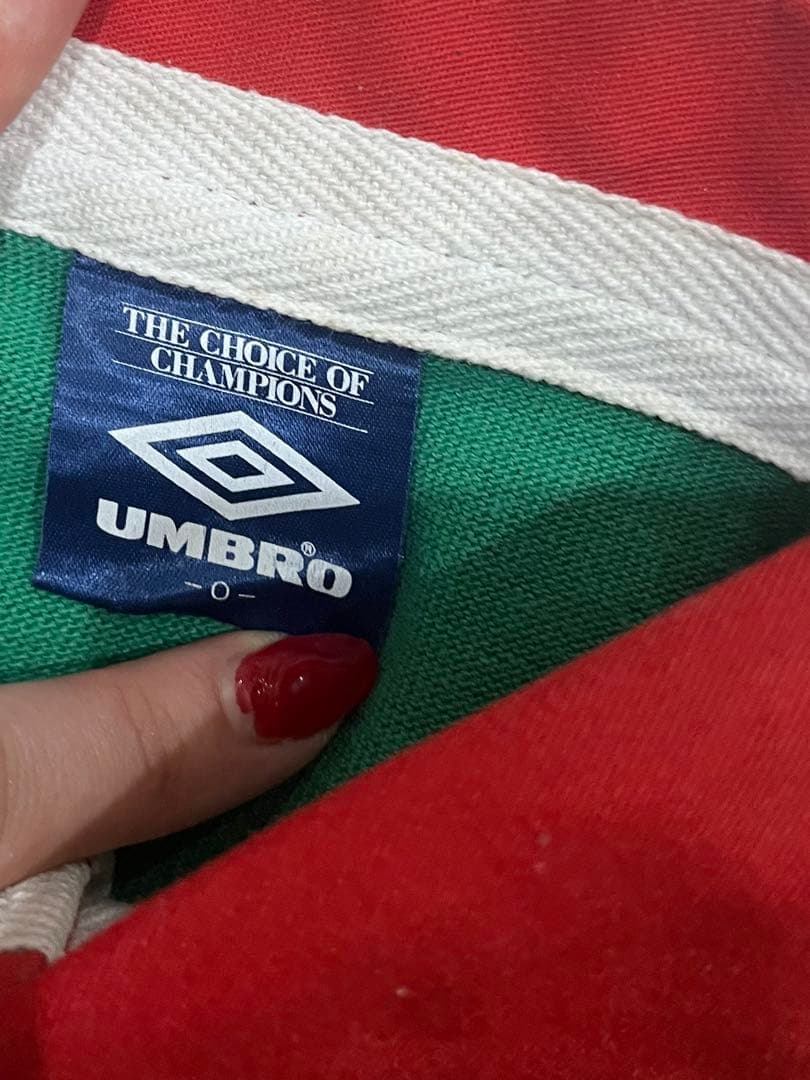 THE CHOICE OF
CHAMPIONS
UMBRO®
-O-